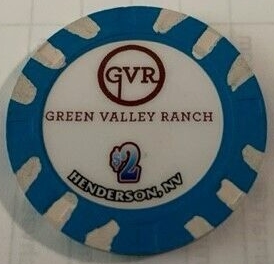 GVR
GREEN VALLEY RANCH
$2
HENDERSON, NV